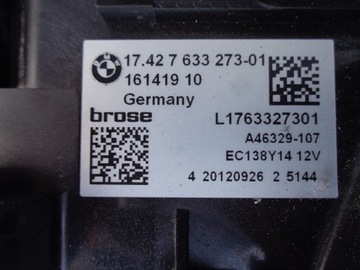 BMW
17.42 7 633 273-01
161419 10
Germany
brose
L1763327301
A46329-107
EC138Y14 12V
4 20120926 2 5144